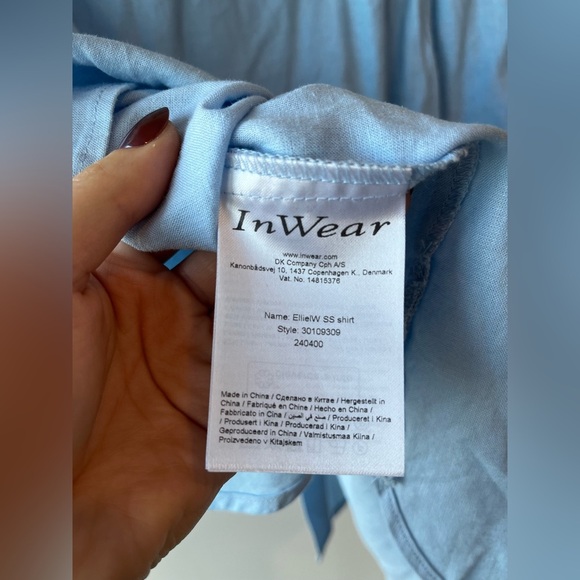 InWear
www.inwear.com
DK Company Cph A/S
Kanonbådsvej 10, 1437 Copenhagen K., Denmark
Vat. No. : 14815376
Name: EllieIW SS shirt
Style: 30109309
240400
Made in China / Сделано в Китае / Hergestellt in
China / Fabriqué en Chine / Hecho en China /
Fabbricato in Cina / صنع في الصين / Produceret i Kina
/ Produsert i Kina / Producerad i Kina /
Geproduceerd in China / Valmistusmaa Kiina /
Proizvedeno v Kitajskem